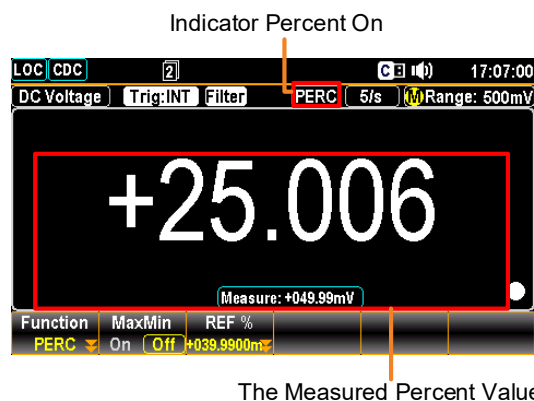 Indicator Percent On
LOC CDC 2 C 17:07:00
DC Voltage Trig:INT Filter PERC 5/s M Range: 500mV
+25.006
Measure: +049.99mV
Function MaxMin REF %
PERC On Off +039.9900m
The Measured Percent Value